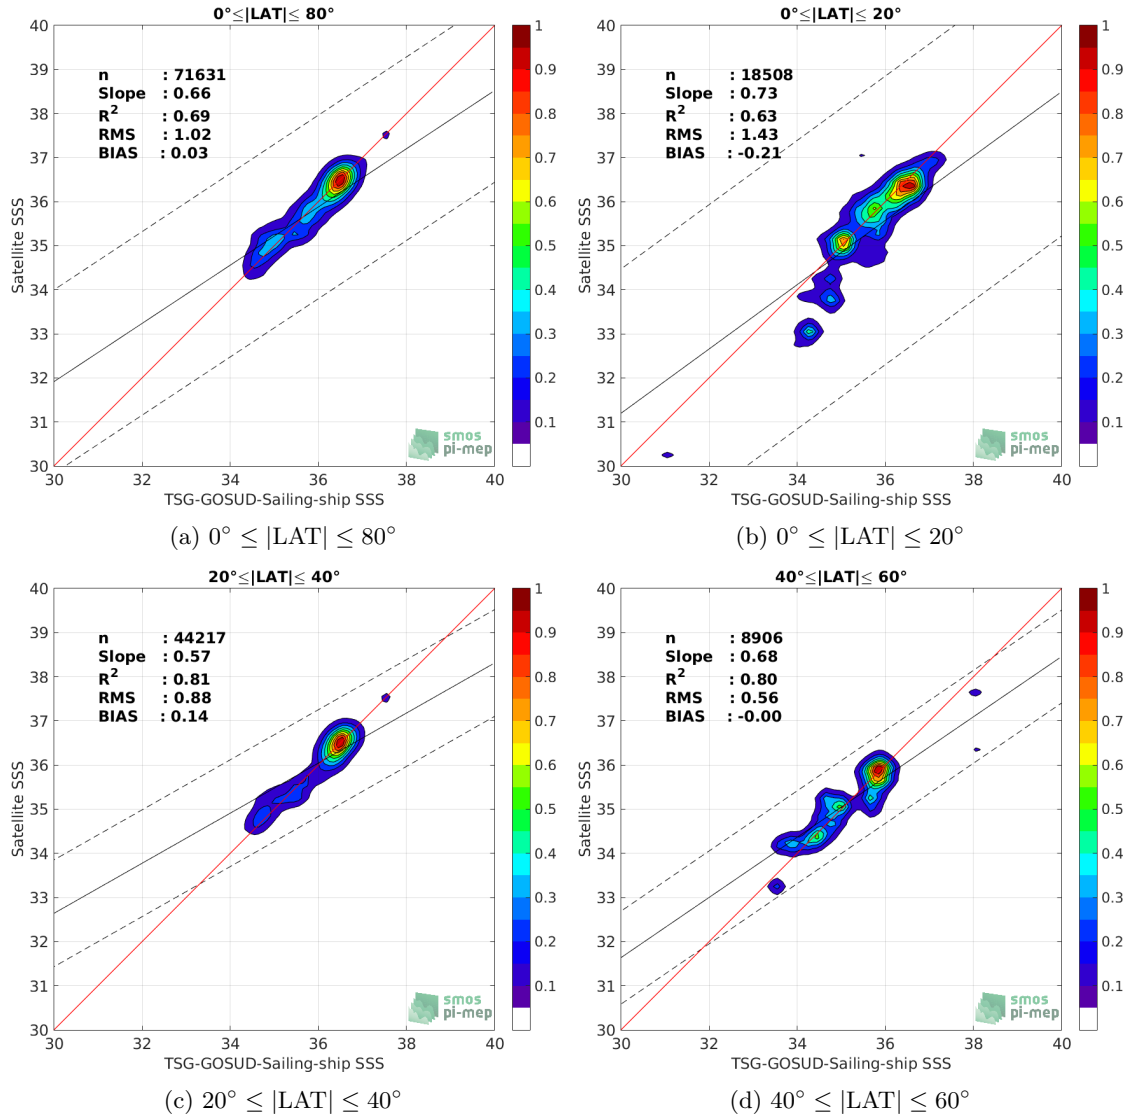 0°≤|LAT|≤ 80°
n : 71631
Slope : 0.66
R2 : 0.69
RMS : 1.02
BIAS : 0.03
40
39
38
37
36
35
34
33
32
31
30
Satellite SSS
30 32 34 36 38 40
TSG-GOSUD-Sailing-ship SSS
1
0.9
0.8
0.7
0.6
0.5
0.4
0.3
0.2
0.1
smos
pi-mep
(a) 0° ≤ |LAT| ≤ 80°
0°≤|LAT|≤ 20°
n : 18508
Slope : 0.73
R2 : 0.63
RMS : 1.43
BIAS : -0.21
40
39
38
37
36
35
34
33
32
31
30
Satellite SSS
30 32 34 36 38 40
TSG-GOSUD-Sailing-ship SSS
1
0.9
0.8
0.7
0.6
0.5
0.4
0.3
0.2
0.1
smos
pi-mep
(b) 0° ≤ |LAT| ≤ 20°
20°≤|LAT|≤ 40°
n : 44217
Slope : 0.57
R2 : 0.81
RMS : 0.88
BIAS : 0.14
40
39
38
37
36
35
34
33
32
31
30
Satellite SSS
30 32 34 36 38 40
TSG-GOSUD-Sailing-ship SSS
1
0.9
0.8
0.7
0.6
0.5
0.4
0.3
0.2
0.1
smos
pi-mep
(c) 20° ≤ |LAT| ≤ 40°
40°≤|LAT|≤ 60°
n : 8906
Slope : 0.68
R2 : 0.80
RMS : 0.56
BIAS : -0.00
40
39
38
37
36
35
34
33
32
31
30
Satellite SSS
30 32 34 36 38 40
TSG-GOSUD-Sailing-ship SSS
1
0.9
0.8
0.7
0.6
0.5
0.4
0.3
0.2
0.1
smos
pi-mep
(d) 40° ≤ |LAT| ≤ 60°